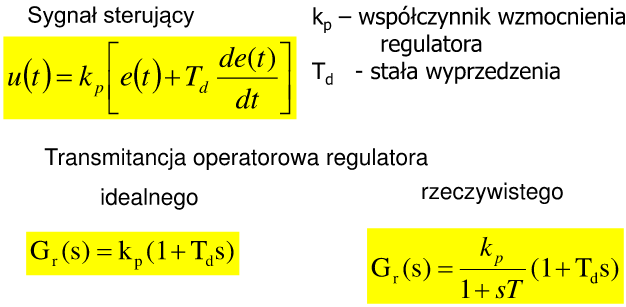 Sygnał sterujący
u(t) = k_p [ e(t) + T_d de(t)/dt ]
k_p – współczynnik wzmocnienia
regulatora
T_d - stała wyprzedzenia
Transmitancja operatorowa regulatora
idealnego
G_r(s) = k_p(1+T_d s)
rzeczywistego
G_r(s) = k_p/(1+sT) (1+T_d s)